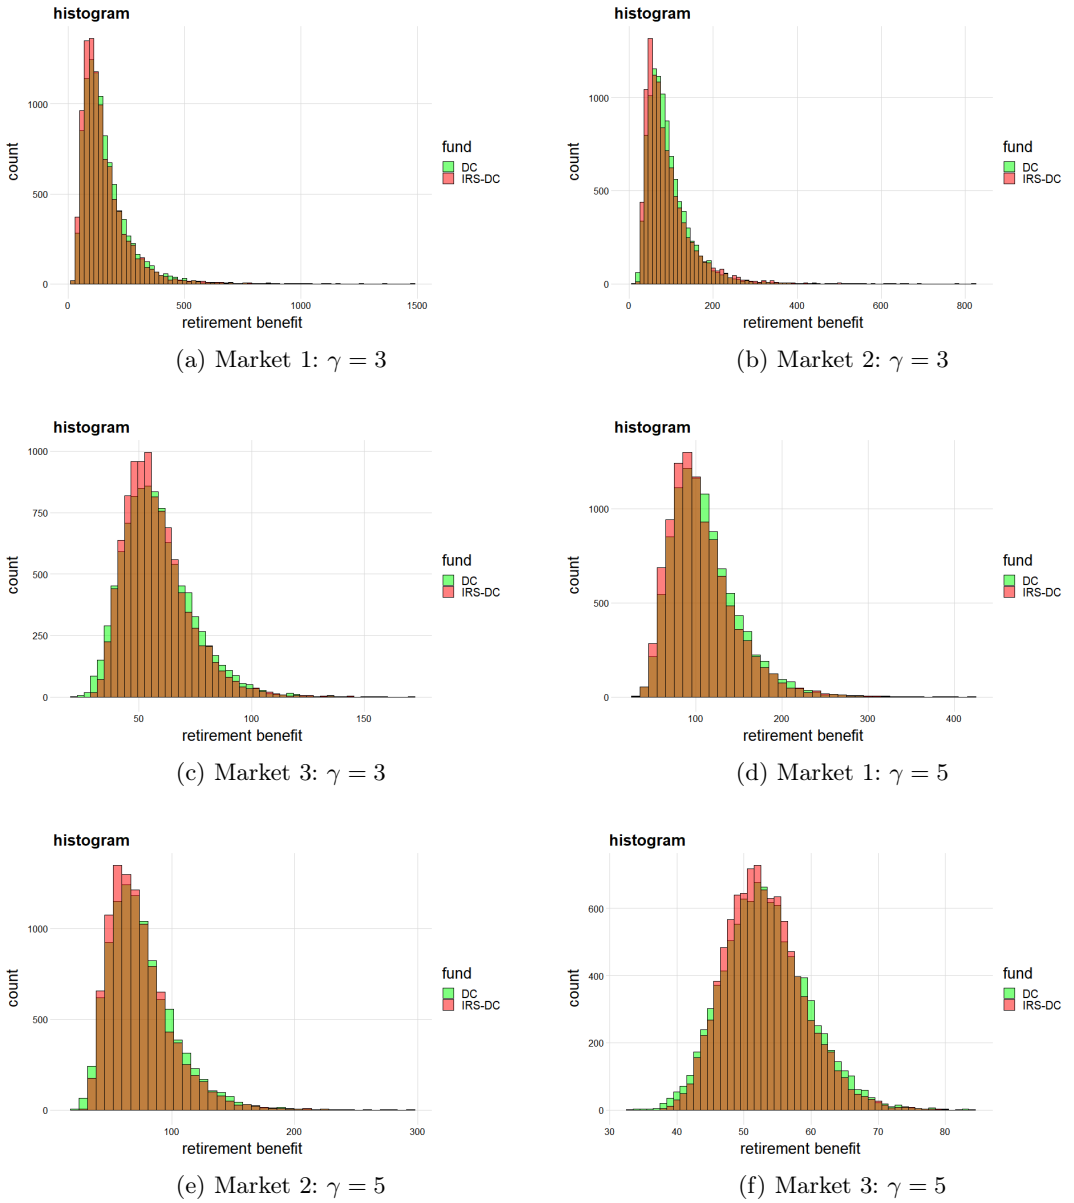 histogram
1000
500
0
count
0 500 1000 1500
retirement benefit
fund
DC
IRS-DC
(a) Market 1: γ = 3
histogram
1000
500
0
count
0 200 400 600 800
retirement benefit
fund
DC
IRS-DC
(b) Market 2: γ = 3
histogram
1000
750
500
250
0
count
50 100 150
retirement benefit
fund
DC
IRS-DC
(c) Market 3: γ = 3
histogram
1000
500
0
count
100 200 300 400
retirement benefit
fund
DC
IRS-DC
(d) Market 1: γ = 5
histogram
1000
500
0
count
100 200 300
retirement benefit
fund
DC
IRS-DC
(e) Market 2: γ = 5
histogram
600
400
200
0
count
30 40 50 60 70 80
retirement benefit
fund
DC
IRS-DC
(f) Market 3: γ = 5